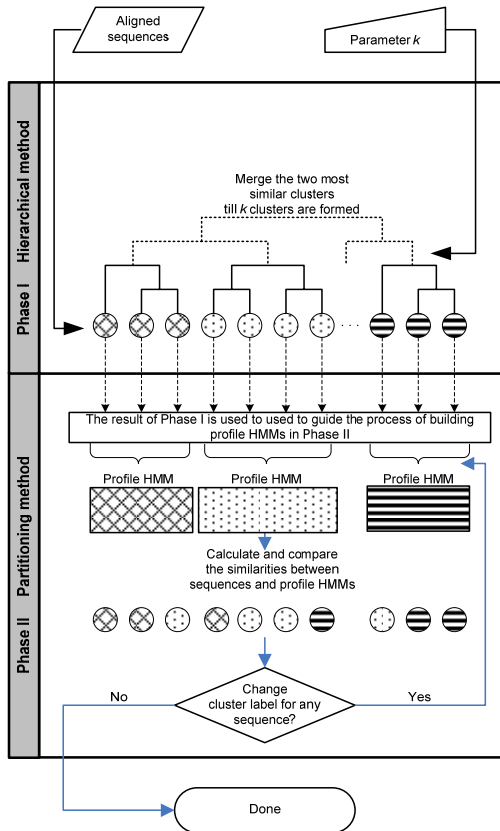 Aligned
sequences
Parameter k
Phase I   Hierarchical method
Merge the two most
similar clusters
till k clusters are formed
. . .
Phase II   Partitioning method
The result of Phase I is used to used to guide the process of building
profile HMMs in Phase II
Profile HMM
Profile HMM
Profile HMM
Calculate and compare
the similarities between
sequences and profile HMMs
Change
cluster label for any
sequence?
No
Yes
Done